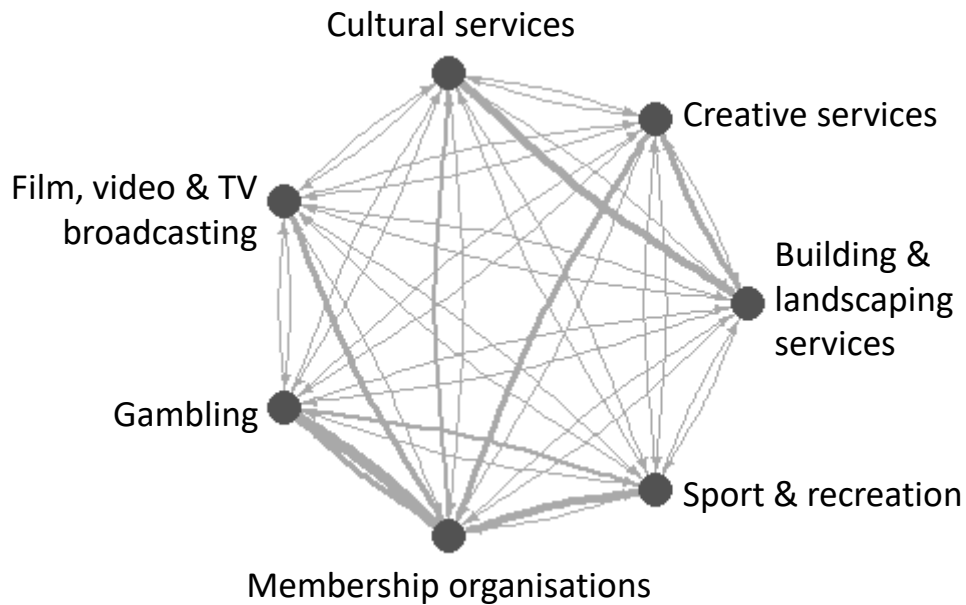 Cultural services
Creative services
Film, video & TV
broadcasting
Building &
landscaping
services
Gambling
Sport & recreation
Membership organisations